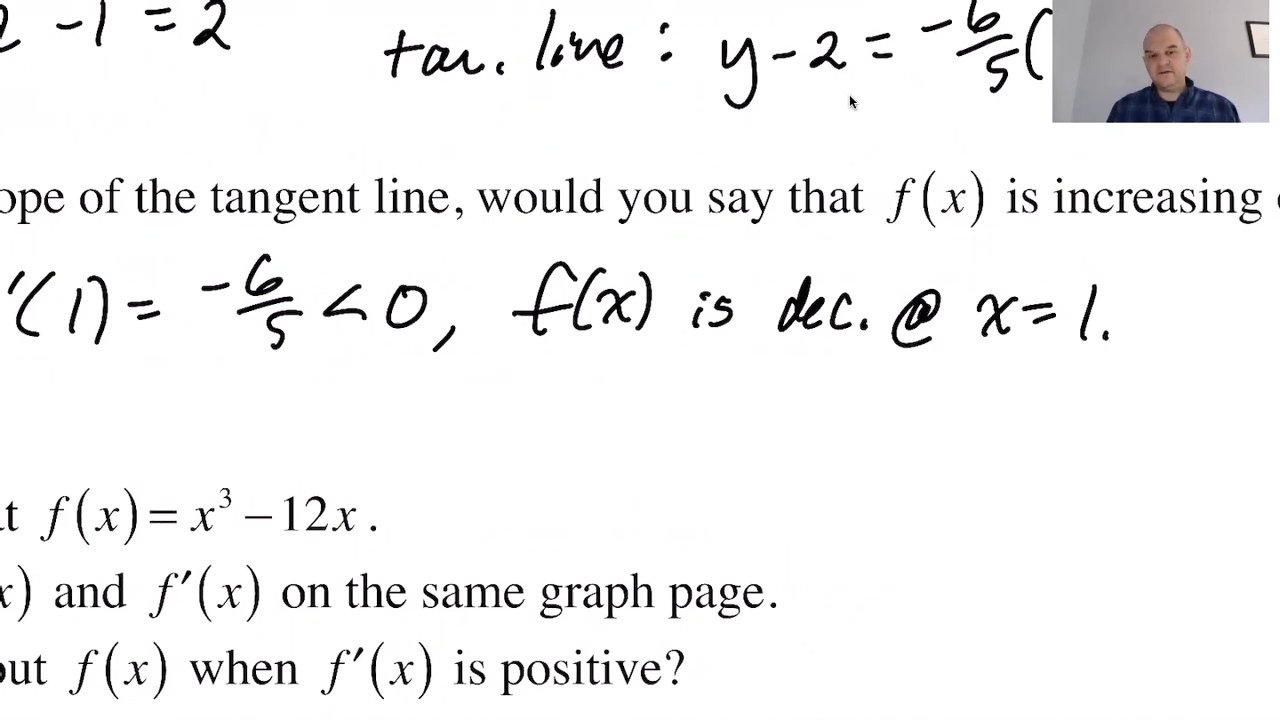 2 - 1 = 2
tan. line : y - 2 = -6/5 (
ope of the tangent line, would you say that f(x) is increasing
'(1) = -6/5 < 0, f(x) is dec. @ x = 1.
at f(x) = x³ − 12x .
x) and f′(x) on the same graph page.
out f(x) when f′(x) is positive?